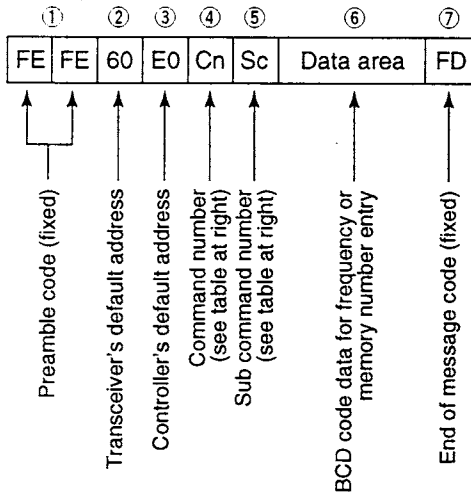 ① ② ③ ④ ⑤ ⑥ ⑦
FE FE 60 E0 Cn Sc Data area FD
Preamble code (fixed)
Transceiver's default address
Controller's default address
Command number
(see table at right)
Sub command number
(see table at right)
BCD code data for frequency or
memory number entry
End of message code (fixed)